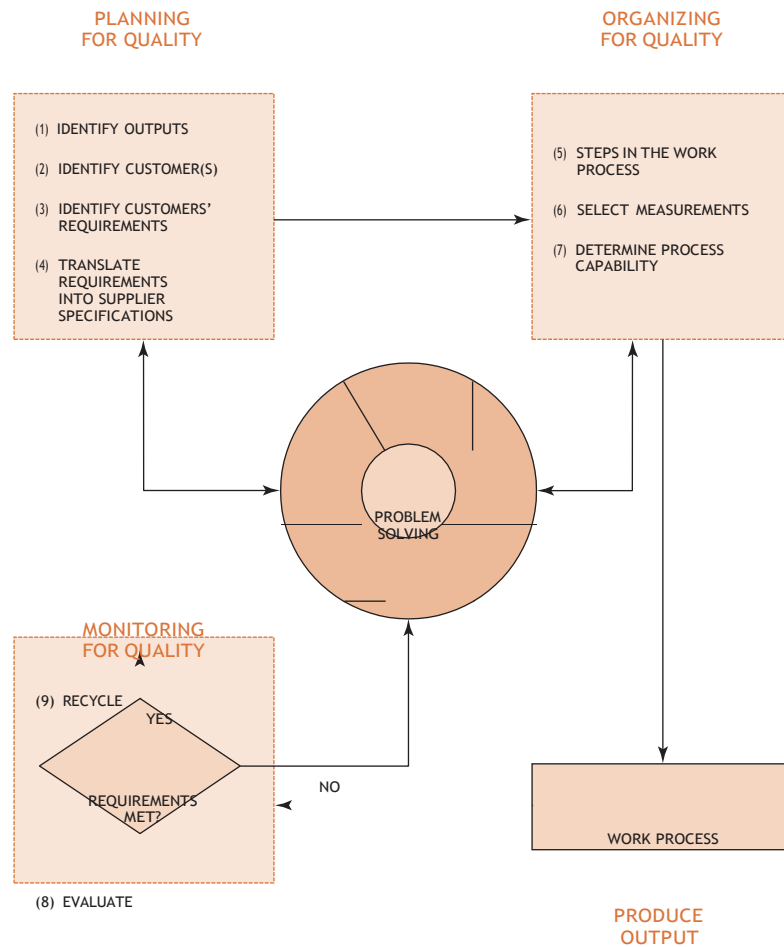 PLANNING
FOR QUALITY
ORGANIZING
FOR QUALITY
(1) IDENTIFY OUTPUTS
(2) IDENTIFY CUSTOMER(S)
(3) IDENTIFY CUSTOMERS'
REQUIREMENTS
(4) TRANSLATE
REQUIREMENTS
INTO SUPPLIER
SPECIFICATIONS
(5) STEPS IN THE WORK
PROCESS
(6) SELECT MEASUREMENTS
(7) DETERMINE PROCESS
CAPABILITY
PROBLEM
SOLVING
MONITORING
FOR QUALITY
(9) RECYCLE
YES
REQUIREMENTS
MET?
NO
(8) EVALUATE
WORK PROCESS
PRODUCE
OUTPUT